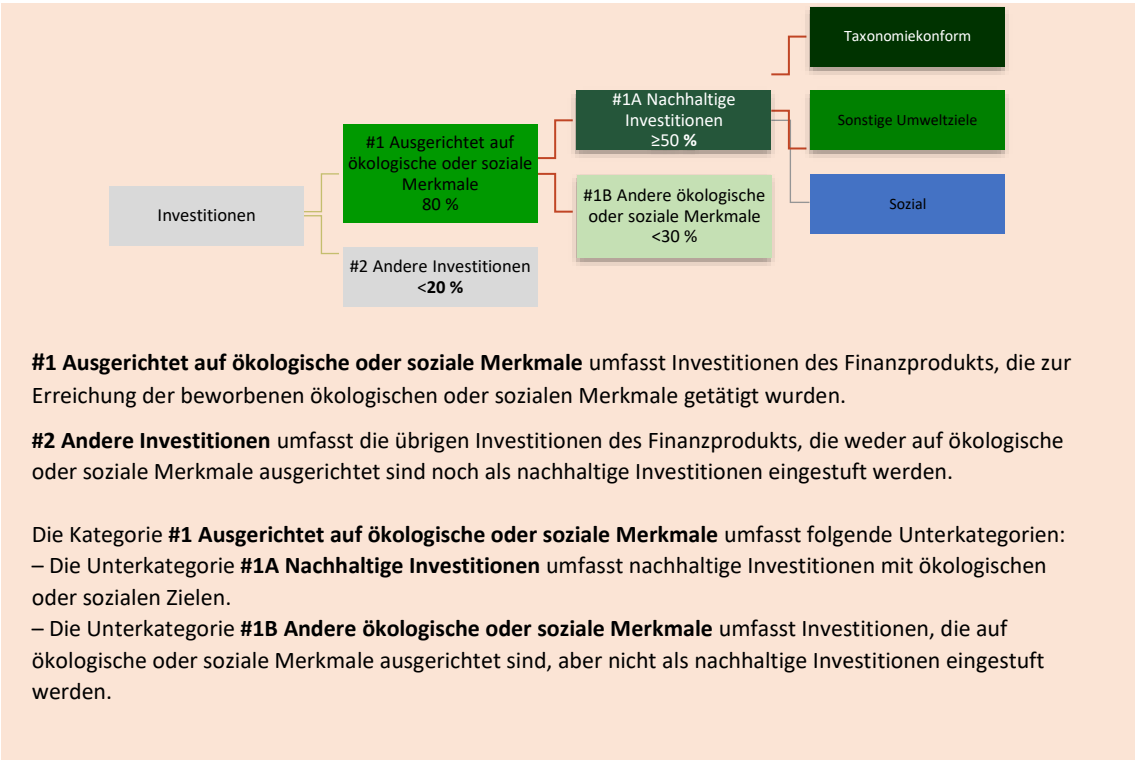 Taxonomiekonform
#1A Nachhaltige
Investitionen
≥50 %
Sonstige Umweltziele
#1 Ausgerichtet auf
ökologische oder soziale
Merkmale
80 %
#1B Andere ökologische
oder soziale Merkmale
<30 %
Sozial
Investitionen
#2 Andere Investitionen
<20 %
#1 Ausgerichtet auf ökologische oder soziale Merkmale umfasst Investitionen des Finanzprodukts, die zur
Erreichung der beworbenen ökologischen oder sozialen Merkmale getätigt wurden.
#2 Andere Investitionen umfasst die übrigen Investitionen des Finanzprodukts, die weder auf ökologische
oder soziale Merkmale ausgerichtet sind noch als nachhaltige Investitionen eingestuft werden.
Die Kategorie #1 Ausgerichtet auf ökologische oder soziale Merkmale umfasst folgende Unterkategorien:
– Die Unterkategorie #1A Nachhaltige Investitionen umfasst nachhaltige Investitionen mit ökologischen
oder sozialen Zielen.
– Die Unterkategorie #1B Andere ökologische oder soziale Merkmale umfasst Investitionen, die auf
ökologische oder soziale Merkmale ausgerichtet sind, aber nicht als nachhaltige Investitionen eingestuft
werden.